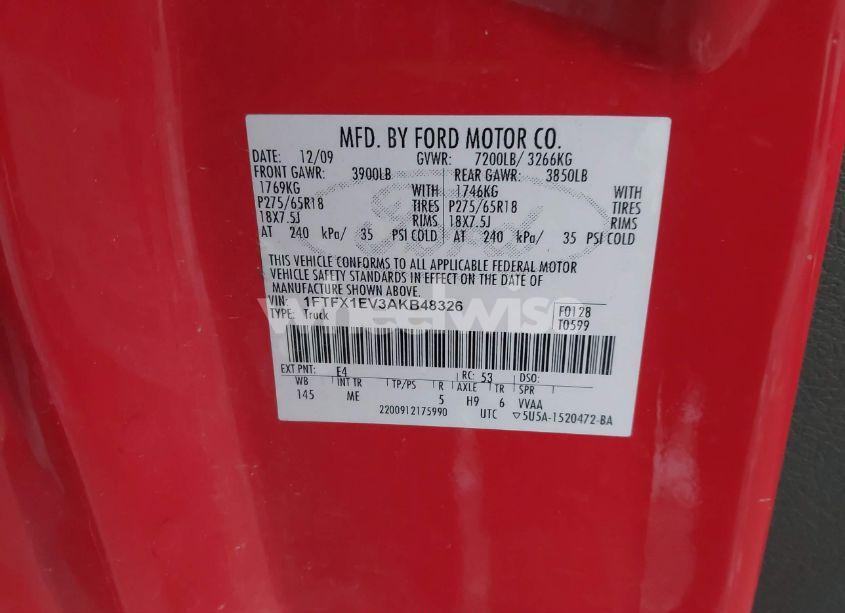 MFD. BY FORD MOTOR CO.
DATE: 12/09 GVWR: 7200LB/ 3266KG
FRONT GAWR: 3900LB REAR GAWR: 3850LB
1769KG WITH 1746KG WITH
P275/65R18 TIRES P275/65R18 TIRES
18X7.5J RIMS 18X7.5J RIMS
AT 240 kPa/ 35 PSI COLD AT 240 kPa/ 35 PSI COLD
THIS VEHICLE CONFORMS TO ALL APPLICABLE FEDERAL MOTOR
VEHICLE SAFETY STANDARDS IN EFFECT ON THE DATE OF
MANUFACTURE SHOWN ABOVE.
VIN: 1FTFX1EV3AKB48326 F0128
TYPE: Truck T0599
wheelwise
EXT PNT: E4 RC: 53 DSO:
WB INT TR TP/PS R AXLE TR SPR
145 ME 5 H9 6 VVAA
2200912175990 UTC ▽5U5A-1520472-BA
Ford